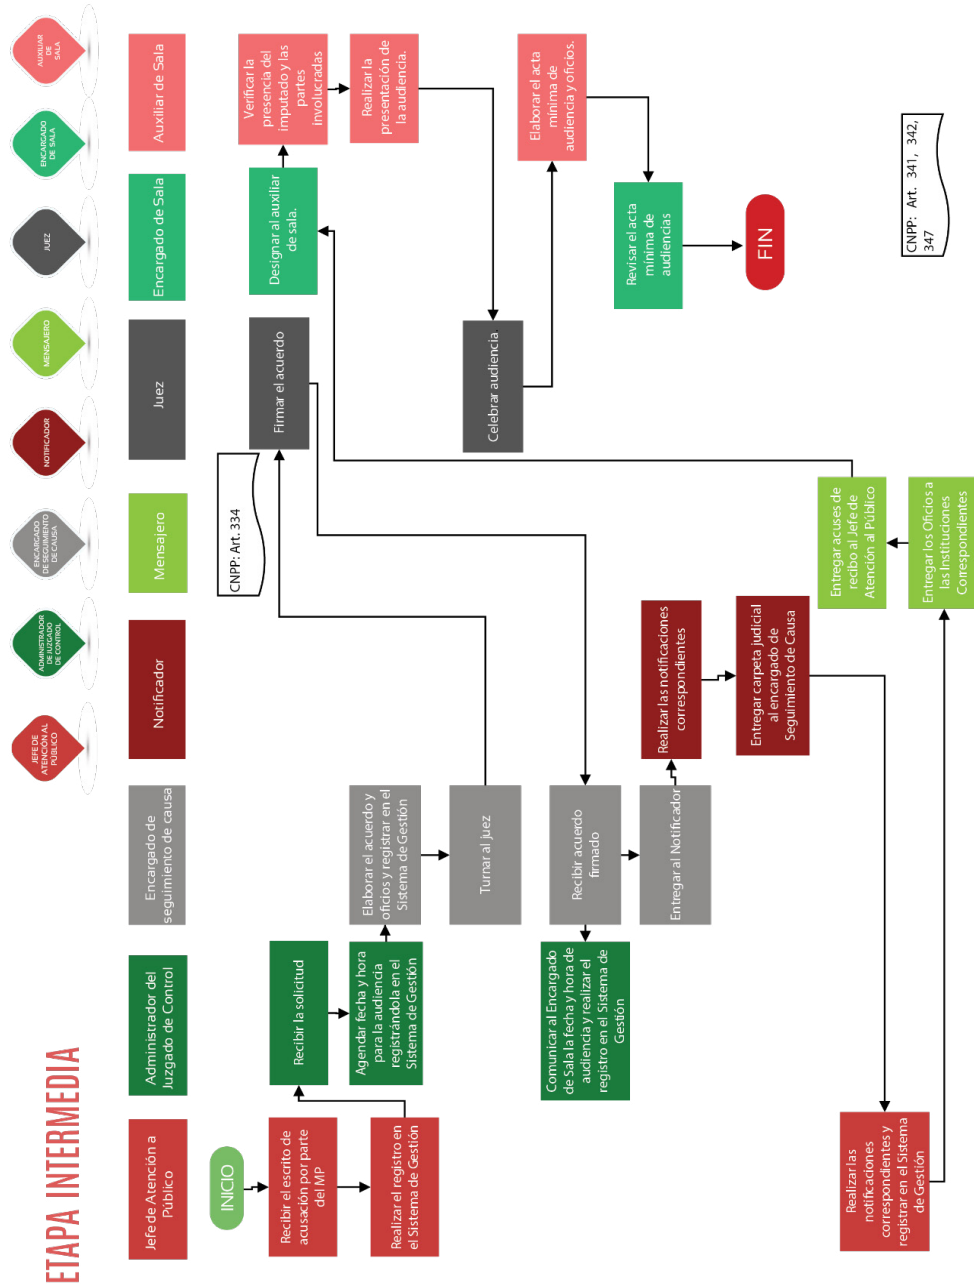 ETAPA INTERMEDIA
JEFE DE
ATENCIÓN AL
PÚBLICO
ADMINISTRADOR
DE JUZGADO
DE CONTROL
ENCARGADO
DE SEGUIMIENTO
DE CAUSA
NOTIFICADOR
MENSAJERO
JUEZ
ENCARGADO
DE SALA
AUXILIAR
DE
SALA
Jefe de Atención a
Público
Administrador del
Juzgado de Control
Encargado de
seguimiento de causa
Notificador
Mensajero
Juez
Encargado de Sala
Auxiliar de Sala
INICIO
Recibir el escrito de
acusación por parte
del MP
Realizar el registro en
el Sistema de Gestión
Recibir la solicitud
Agendar fecha y hora
para la audiencia
registrándola en el
Sistema de Gestión
Elaborar el acuerdo y
oficios y registrar en el
Sistema de Gestión
Turnar al juez
CNPP: Art. 334
Firmar el acuerdo
Recibir acuerdo
firmado
Comunicar al Encargado
de Sala la fecha y hora de
audiencia y realizar el
registro en el Sistema de
Gestión
Entregar al Notificador
Realizar las notificaciones
correspondientes
Entregar carpeta judicial
al encargado de
Seguimiento de Causa
Realizar las
notificaciones
correspondientes y
registrar en el Sistema
de Gestión
Entregar los Oficios a
las Instituciones
Correspondientes
Entregar acuses de
recibo al Jefe de
Atención al Público
Designar al auxiliar
de sala.
Verificar la
presencia del
imputado y las
partes
involucradas
Realizar la
presentación de
la audiencia.
Celebrar audiencia.
Elaborar el acta
mínima de
audiencia y oficios.
Revisar el acta
mínima de
audiencias
FIN
CNPP: Art. 341, 342,
347